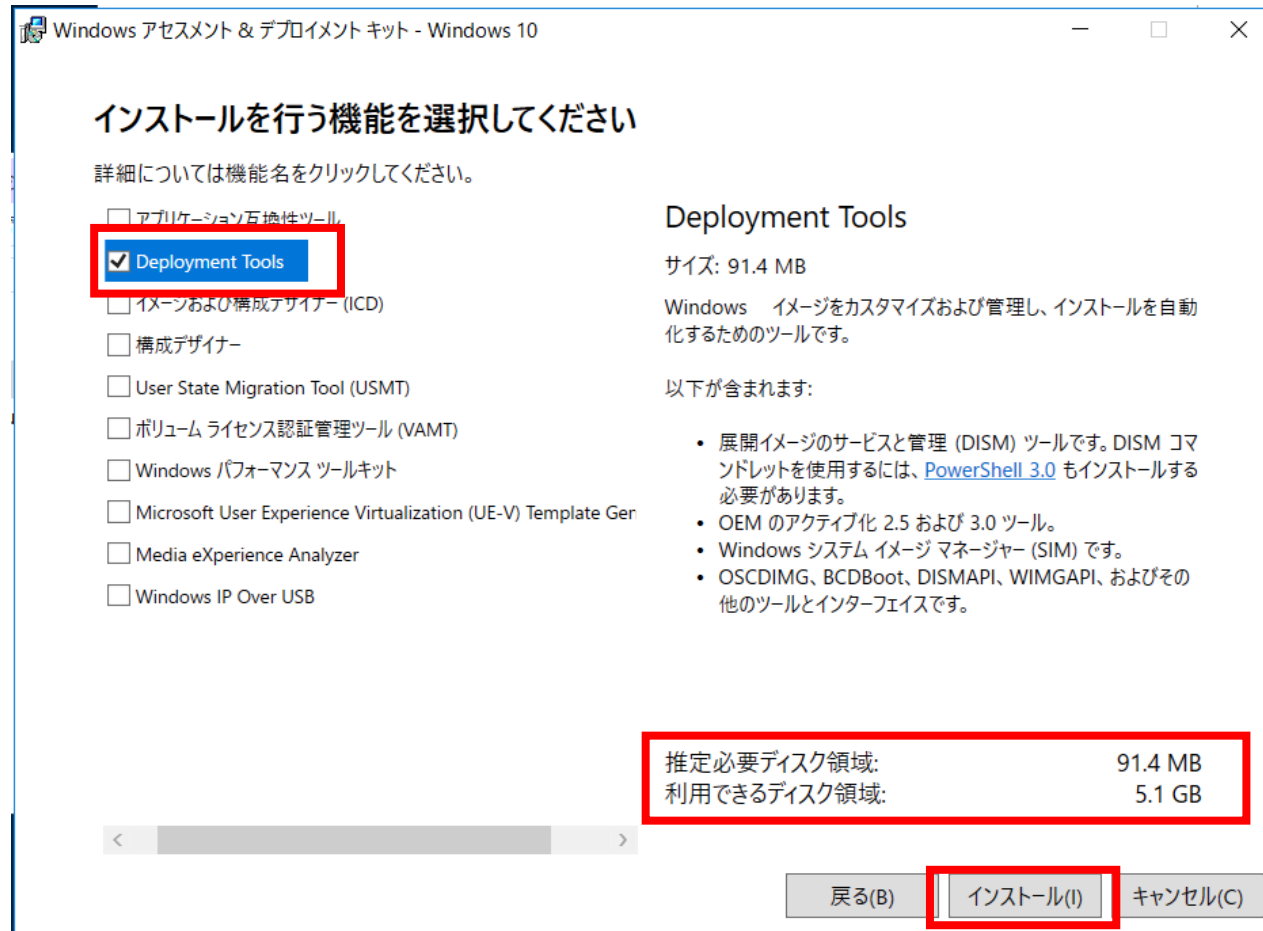 Windows アセスメント & デプロイメント キット - Windows 10
インストールを行う機能を選択してください
詳細については機能名をクリックしてください。
アプリケーション互換性ツール
Deployment Tools
イメージおよび構成デザイナー (ICD)
構成デザイナー
User State Migration Tool (USMT)
ボリューム ライセンス認証管理ツール (VAMT)
Windows パフォーマンス ツールキット
Microsoft User Experience Virtualization (UE-V) Template Gen
Media eXperience Analyzer
Windows IP Over USB
Deployment Tools
サイズ: 91.4 MB
Windows イメージをカスタマイズおよび管理し、インストールを自動
化するためのツールです。
以下が含まれます:
• 展開イメージのサービスと管理 (DISM) ツールです。DISM コマ
ンドレットを使用するには、PowerShell 3.0 もインストールする
必要があります。
• OEM のアクティブ化 2.5 および 3.0 ツール。
• Windows システム イメージ マネージャー (SIM) です。
• OSCDIMG、BCDBoot、DISMAPI、WIMGAPI、およびその
他のツールとインターフェイスです。
推定必要ディスク領域: 91.4 MB
利用できるディスク領域: 5.1 GB
戻る(B) インストール(I) キャンセル(C)